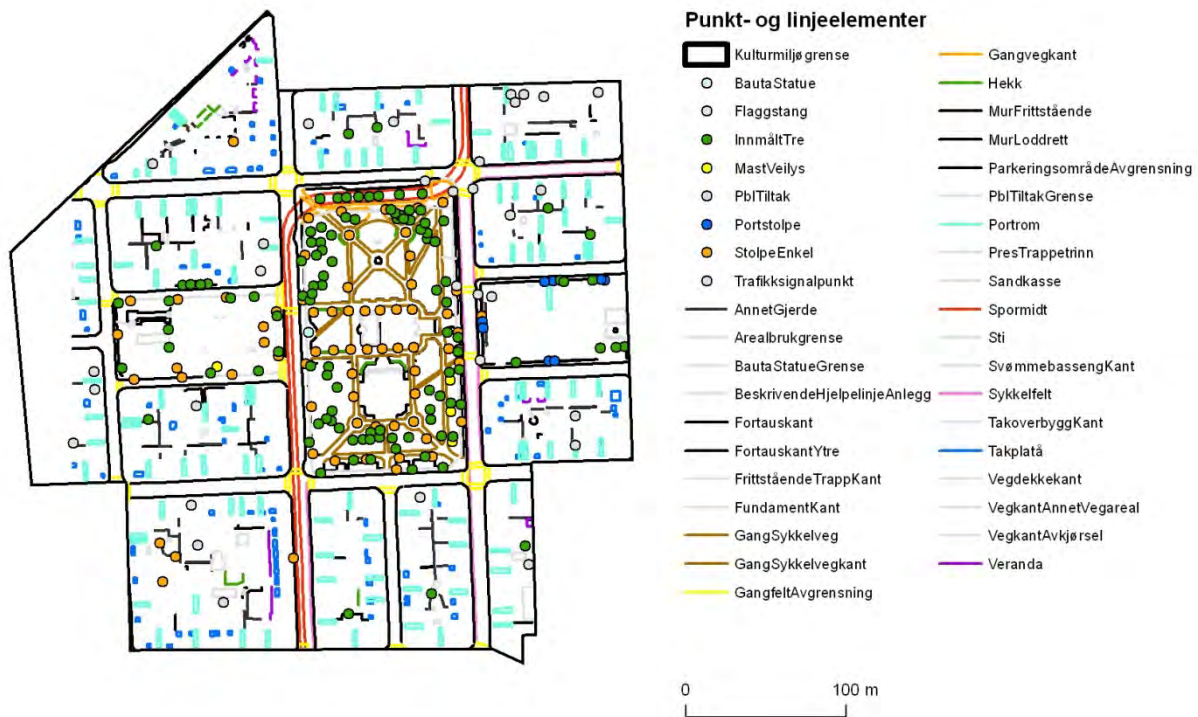 Punkt- og linjeelementer
Kulturmiljøgrense
BautaStatue
Flaggstang
InnmåltTre
MastVeilys
PblTiltak
Portstolpe
StolpeEnkel
Trafikksignalpunkt
AnnetGjerde
Arealbrukgrense
BautaStatueGrense
BeskrivendeHjelpelinjeAnlegg
Fortauskant
FortauskantYtre
FrittståendeTrappKant
FundamentKant
GangSykkelveg
GangSykkelvegkant
GangfeltAvgrensning
Gangvegkant
Hekk
MurFrittstående
MurLoddrett
ParkeringsområdeAvgrensning
PblTiltakGrense
Portrom
PresTrappetrinn
Sandkasse
Spormidt
Sti
SvømmebassengKant
Sykkelfelt
TakoverbyggKant
Takplatå
Vegdekkekant
VegkantAnnetVegareal
VegkantAvkjørsel
Veranda
0 100 m